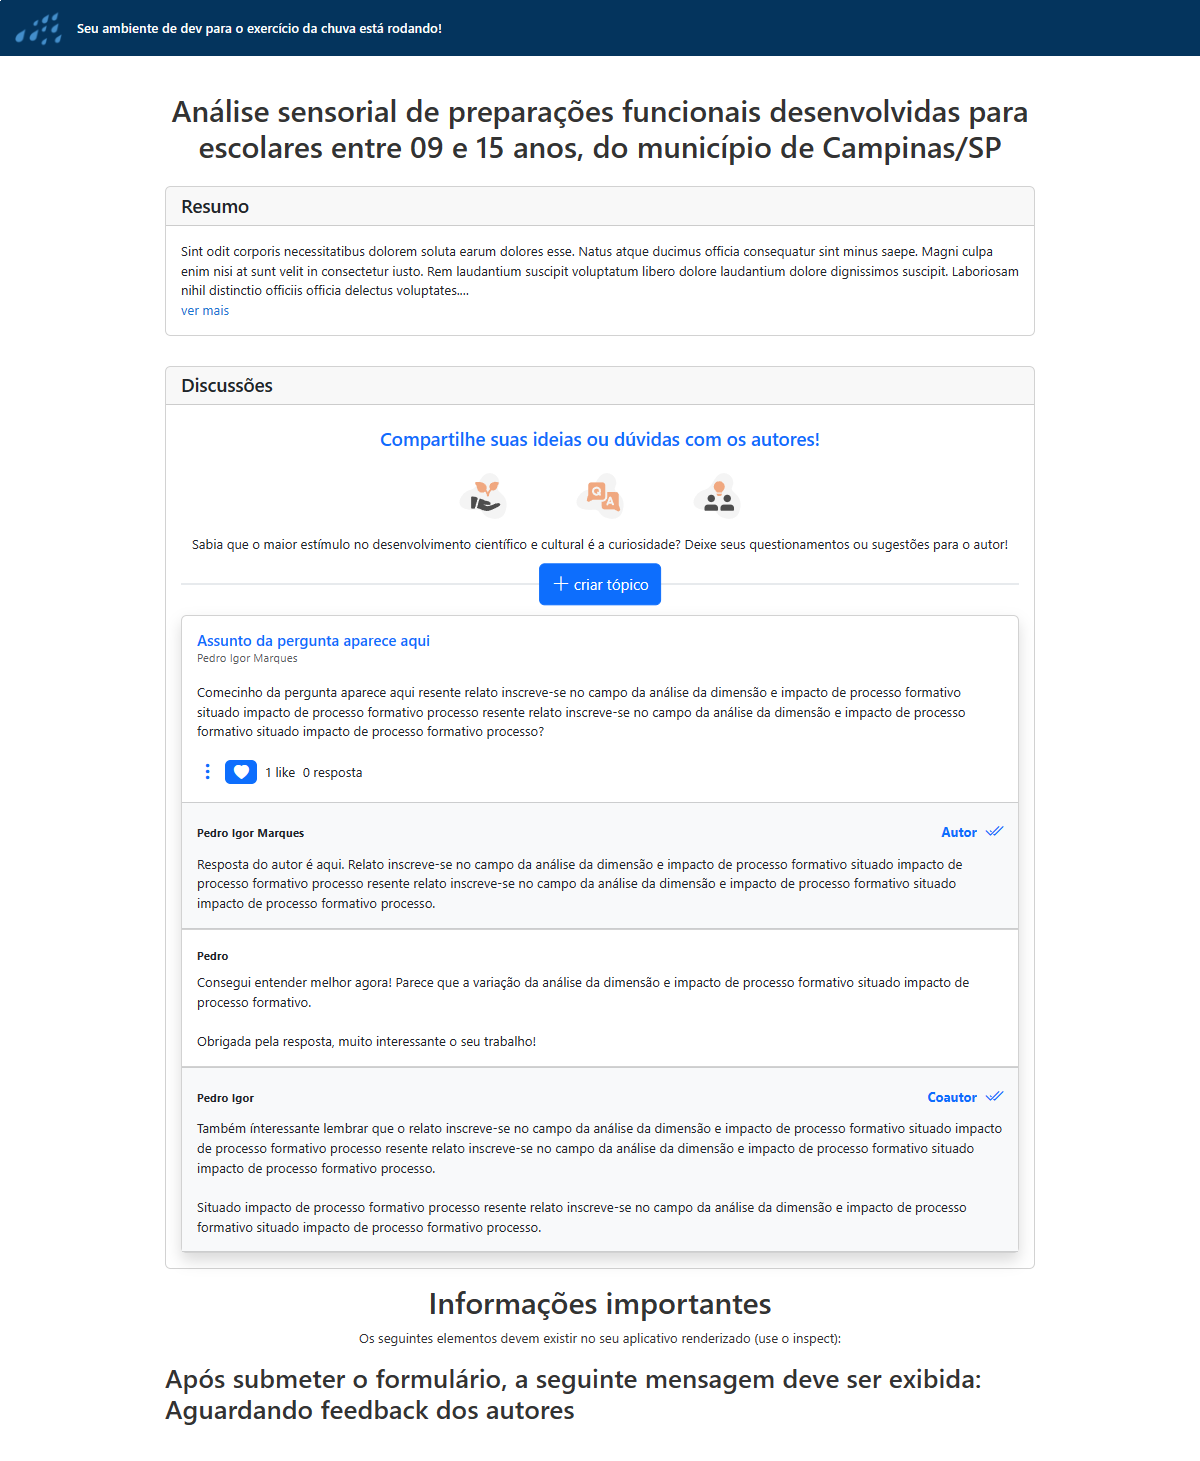 Seu ambiente de dev para o exercício da chuva está rodando!
Análise sensorial de preparações funcionais desenvolvidas para
escolares entre 09 e 15 anos, do município de Campinas/SP
Resumo
Sint odit corporis necessitatibus dolorem soluta earum dolores esse. Natus atque ducimus officia consequatur sint minus saepe. Magni culpa
enim nisi at sunt velit in consectetur iusto. Rem laudantium suscipit voluptatum libero dolore laudantium dolore dignissimos suscipit. Laboriosam
nihil distinctio officiis officia delectus voluptates....
ver mais
Discussões
Compartilhe suas ideias ou dúvidas com os autores!
Q
A
Sabia que o maior estímulo no desenvolvimento científico e cultural é a curiosidade? Deixe seus questionamentos ou sugestões para o autor!
criar tópico
Assunto da pergunta aparece aqui
Pedro Igor Marques
Comecinho da pergunta aparece aqui resente relato inscreve-se no campo da análise da dimensão e impacto de processo formativo
situado impacto de processo formativo processo resente relato inscreve-se no campo da análise da dimensão e impacto de processo
formativo situado impacto de processo formativo processo?
1 like 0 resposta
Pedro Igor Marques Autor
Resposta do autor é aqui. Relato inscreve-se no campo da análise da dimensão e impacto de processo formativo situado impacto de
processo formativo processo resente relato inscreve-se no campo da análise da dimensão e impacto de processo formativo situado
impacto de processo formativo processo.
Pedro
Consegui entender melhor agora! Parece que a variação da análise da dimensão e impacto de processo formativo situado impacto de
processo formativo.
Obrigada pela resposta, muito interessante o seu trabalho!
Pedro Igor Coautor
Também ínteressante lembrar que o relato inscreve-se no campo da análise da dimensão e impacto de processo formativo situado impacto
de processo formativo processo resente relato inscreve-se no campo da análise da dimensão e impacto de processo formativo situado
impacto de processo formativo processo.
Situado impacto de processo formativo processo resente relato inscreve-se no campo da análise da dimensão e impacto de processo
formativo situado impacto de processo formativo processo.
Informações importantes
Os seguintes elementos devem existir no seu aplicativo renderizado (use o inspect):
Após submeter o formulário, a seguinte mensagem deve ser exibida:
Aguardando feedback dos autores